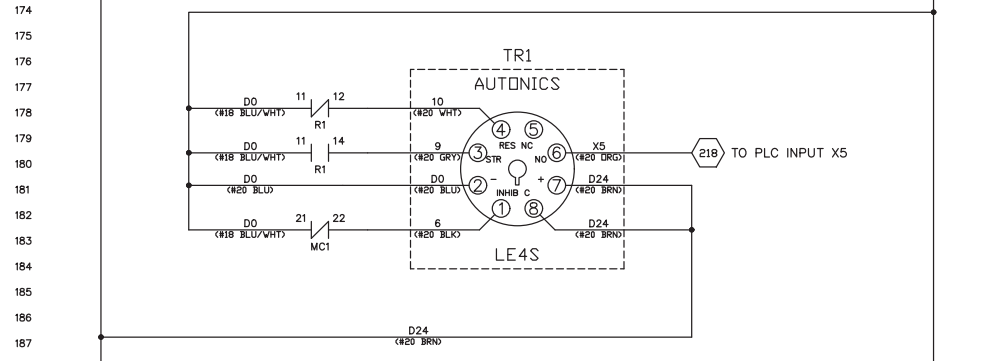 174
175
176
TR1
177
AUTONICS
D0 11 12 10
178
(#18 BLU/WHT) (#20 WHT)
R1
4 5
179
RES NC
D0 11 14 9 3 6 X5
STR NO
218 TO PLC INPUT X5
180
(#18 BLU/WHT) (#20 GRY) (#20 ORG)
R1
181
D0 D0 2 - + 7 D24
(#20 BLU) (#20 BLU) (#20 BRN)
INHIB C
182
1 8
D0 21 22 6 D24
183
(#18 BLU/WHT) (#20 BLK) (#20 BRN)
MC1
184
LE4S
185
186
D24
187
(#20 BRN)